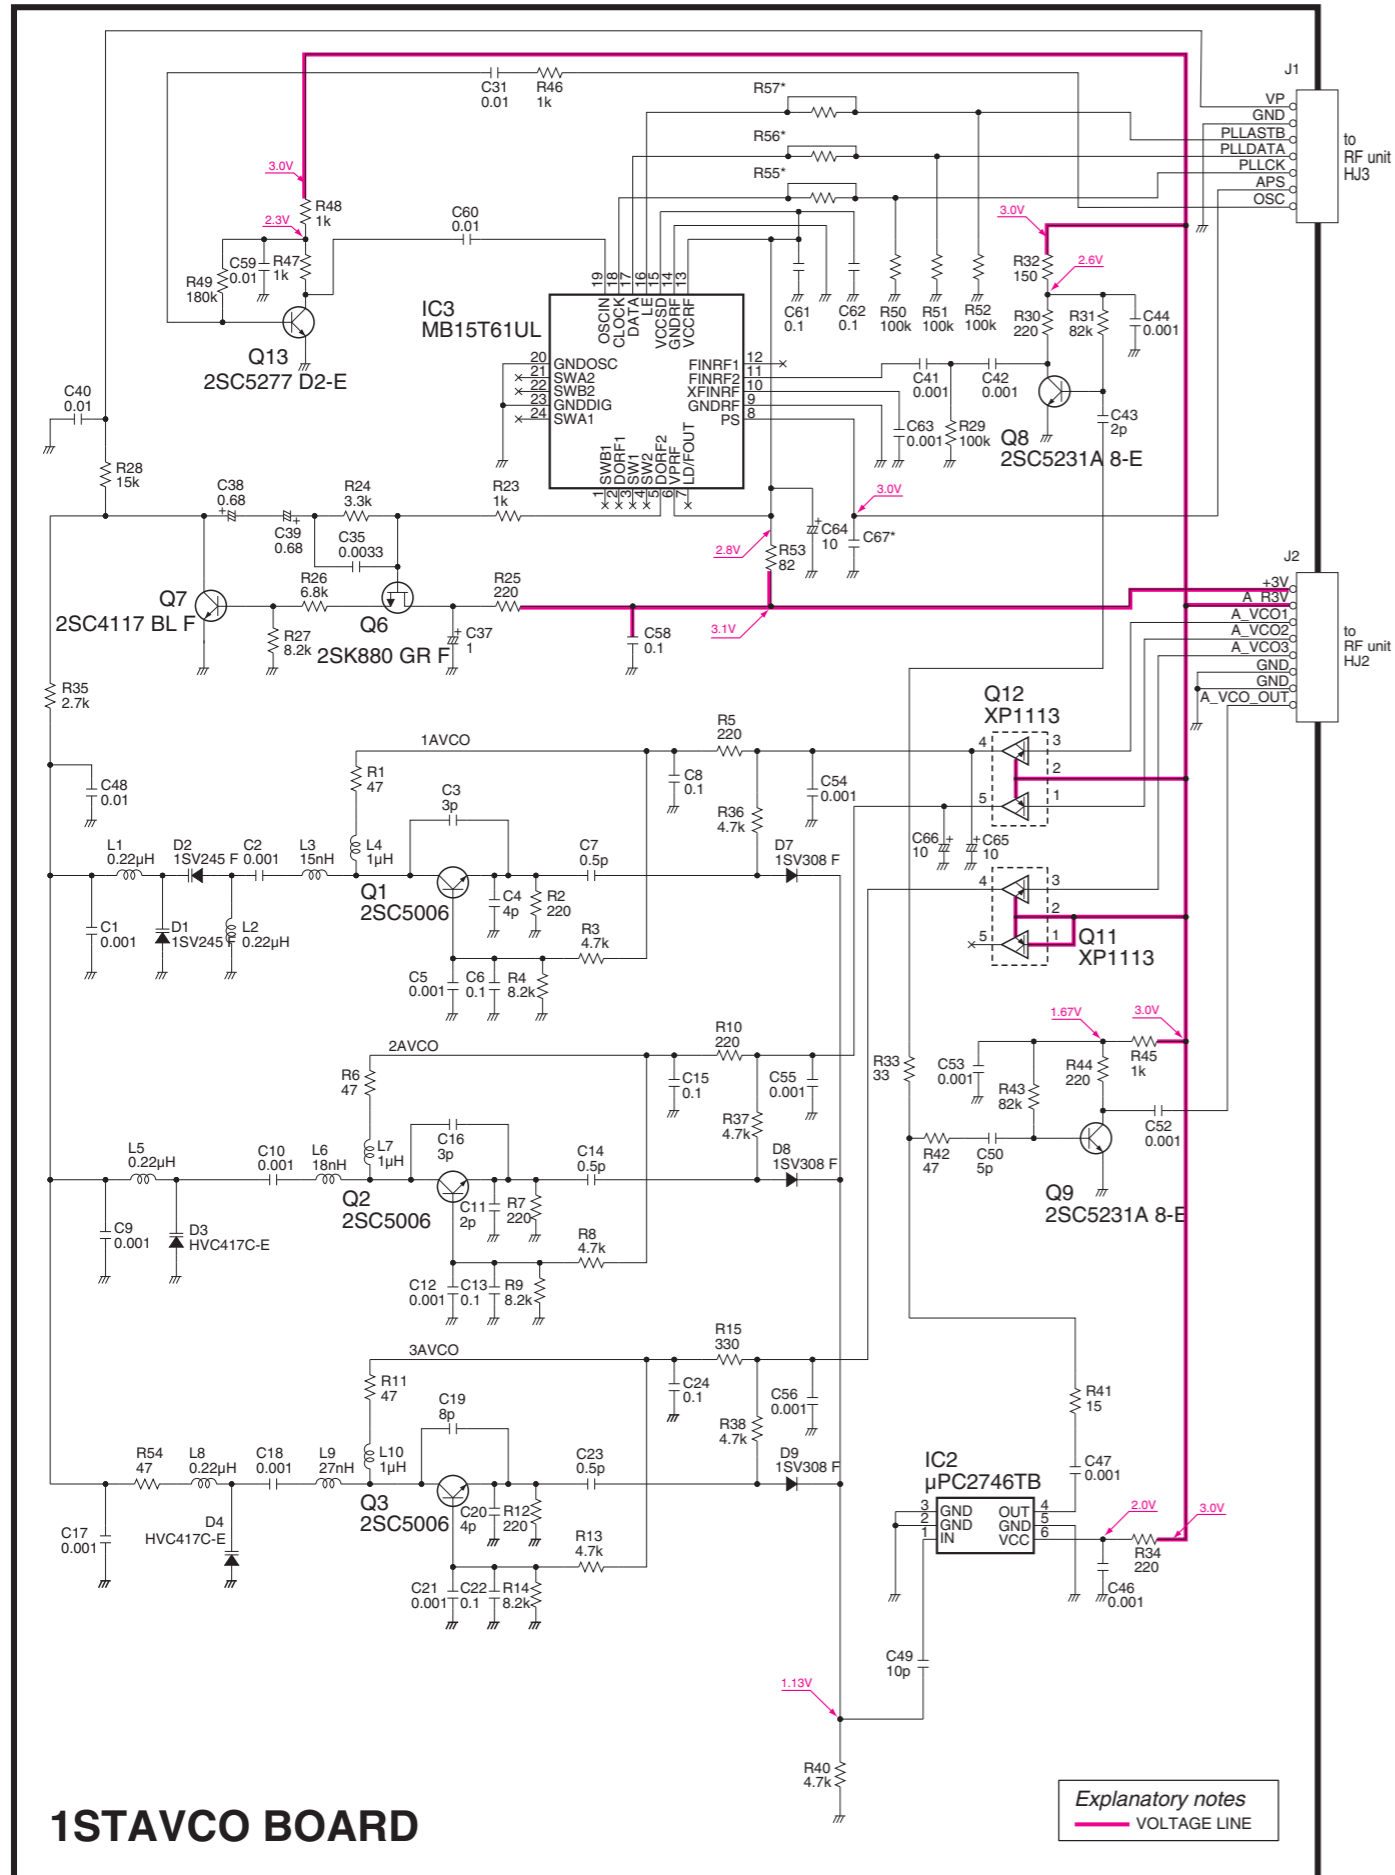 J1
to
RF unit
HJ3
VP
GND
PLLASTB
PLLDATA
PLLCK
APS
OSC
C31
0.01
R46
1k
R57*
R56*
R55*
3.0V
R48
1k
2.3V
C59
0.01
R47
1k
R49
180k
C60
0.01
Q13
2SC5277 D2-E
IC3
MB15T61UL
19
18
17
16
15
14
13
OSCIN
CLOCK
DATA
LE
VCCSD
GNDRF
VCCRF
20
21
22
23
24
GNDOSC
SWA2
SWB2
GNDDIG
SWA1
FINRF1
FINRF2
XFINRF
GNDRF
PS
12
11
10
9
8
SWB1
DORF1
SW1
SW2
DORF2
VPRF
LD/FOUT
1
2
3
4
5
6
7
C61
0.1
C62
0.1
R50
100k
R51
100k
R52
100k
3.0V
R32
150
2.6V
R30
220
R31
82k
C44
0.001
C41
0.001
C42
0.001
C63
0.001
R29
100k
Q8
2SC5231A 8-E
C43
2p
C40
0.01
R28
15k
C38
0.68
+
C39
+
0.68
R24
3.3k
C35
0.0033
R23
1k
Q7
2SC4117 BL F
R26
6.8k
R27
8.2k
Q6
2SK880 GR F
R25
220
+
C37
1
C58
0.1
2.8V
R53
82
3.1V
+
C64
10
3.0V
C67*
J2
to
RF unit
HJ2
+3V
A_R3V
A_VCO1
A_VCO2
A_VCO3
GND
GND
A_VCO_OUT
R35
2.7k
C48
0.01
1AVCO
R1
47
L4
1µH
C3
3p
R5
220
C8
0.1
R36
4.7k
C54
0.001
Q12
XP1113
4
3
2
5
1
C66
10
+
C65
10
+
L1
0.22µH
D2
1SV245 F
C2
0.001
L3
15nH
Q1
2SC5006
C7
0.5p
D7
1SV308 F
C1
0.001
D1
1SV245 F
L2
0.22µH
C4
4p
R2
220
R3
4.7k
C5
0.001
C6
0.1
R4
8.2k
4
3
2
5
1
Q11
XP1113
2AVCO
R6
47
L7
1µH
C16
3p
R10
220
C15
0.1
R37
4.7k
C55
0.001
R33
33
1.67V
3.0V
C53
0.001
R43
82k
R44
220
R45
1k
C52
0.001
R42
47
C50
5p
Q9
2SC5231A 8-E
L5
0.22µH
C10
0.001
L6
18nH
Q2
2SC5006
C14
0.5p
D8
1SV308 F
C9
0.001
D3
HVC417C-E
C11
2p
R7
220
R8
4.7k
C12
0.001
C13
0.1
R9
8.2k
3AVCO
R11
47
L10
1µH
C19
8p
R15
330
C24
0.1
R38
4.7k
C56
0.001
R41
15
C47
0.001
R54
47
L8
0.22µH
C18
0.001
L9
27nH
Q3
2SC5006
C23
0.5p
D9
1SV308 F
C17
0.001
D4
HVC417C-E
C20
4p
R12
220
R13
4.7k
C21
0.001
C22
0.1
R14
8.2k
IC2
µPC2746TB
3
2
1
GND
GND
IN
OUT
GND
VCC
4
5
6
2.0V
3.0V
R34
220
C46
0.001
C49
10p
1.13V
R40
4.7k
1STAVCO BOARD
Explanatory notes
VOLTAGE LINE